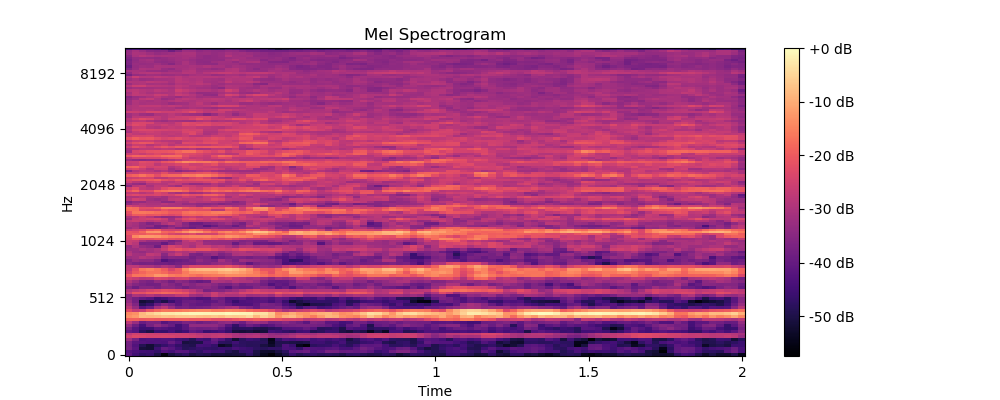 Mel Spectrogram
8192
4096
2048
1024
512
0
Hz
0
0.5
1
1.5
2
Time
+0 dB
-10 dB
-20 dB
-30 dB
-40 dB
-50 dB